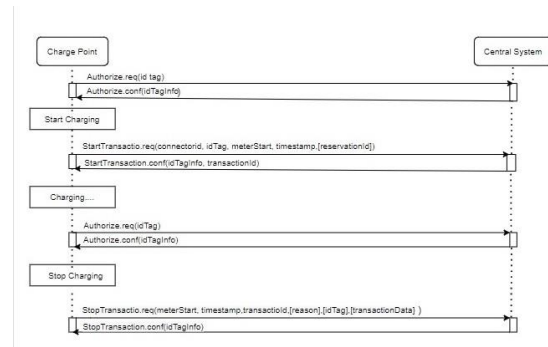 Charge Point
Central System
Authorize.req(id tag)
Authorize.conf(idTagInfo)
Start Charging
StartTransactio.req(connectorid, idTag, meterStart, timestamp,[reservationId])
StartTransaction.conf(idTagInfo, transactionId)
Charging....
Authorize.req(idTag)
Authorize.conf(idTagInfo)
Stop Charging
StopTransactio.req(meterStart, timestamp,transactioId,[reason],[idTag],[transactionData] )
StopTransaction.conf(idTagInfo)